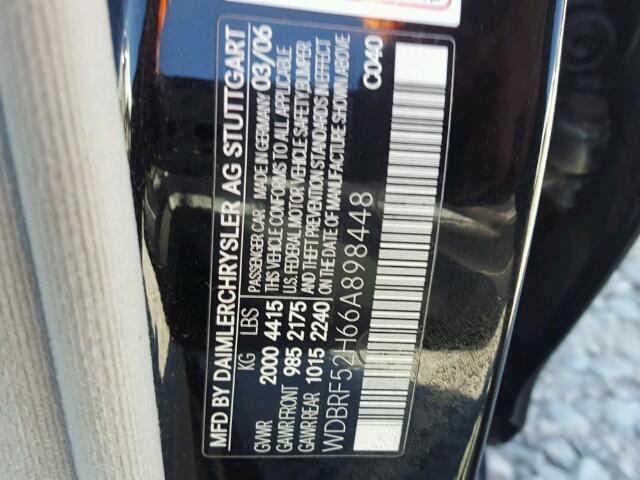 MFD BY DAIMLERCHRYSLER AG STUTTGART
KG LBS PASSENGER CAR MADE IN GERMANY 03/06
GVWR 2000 4415 THIS VEHICLE CONFORMS TO ALL APPLICABLE
GAWR FRONT 985 2175 U.S. FEDERAL MOTOR VEHICLE SAFETY, BUMPER
GAWR REAR 1015 2240 AND THEFT PREVENTION STANDARDS IN EFFECT
ON THE DATE OF MANUFACTURE SHOWN ABOVE
WDBRF52H66A898448 C040